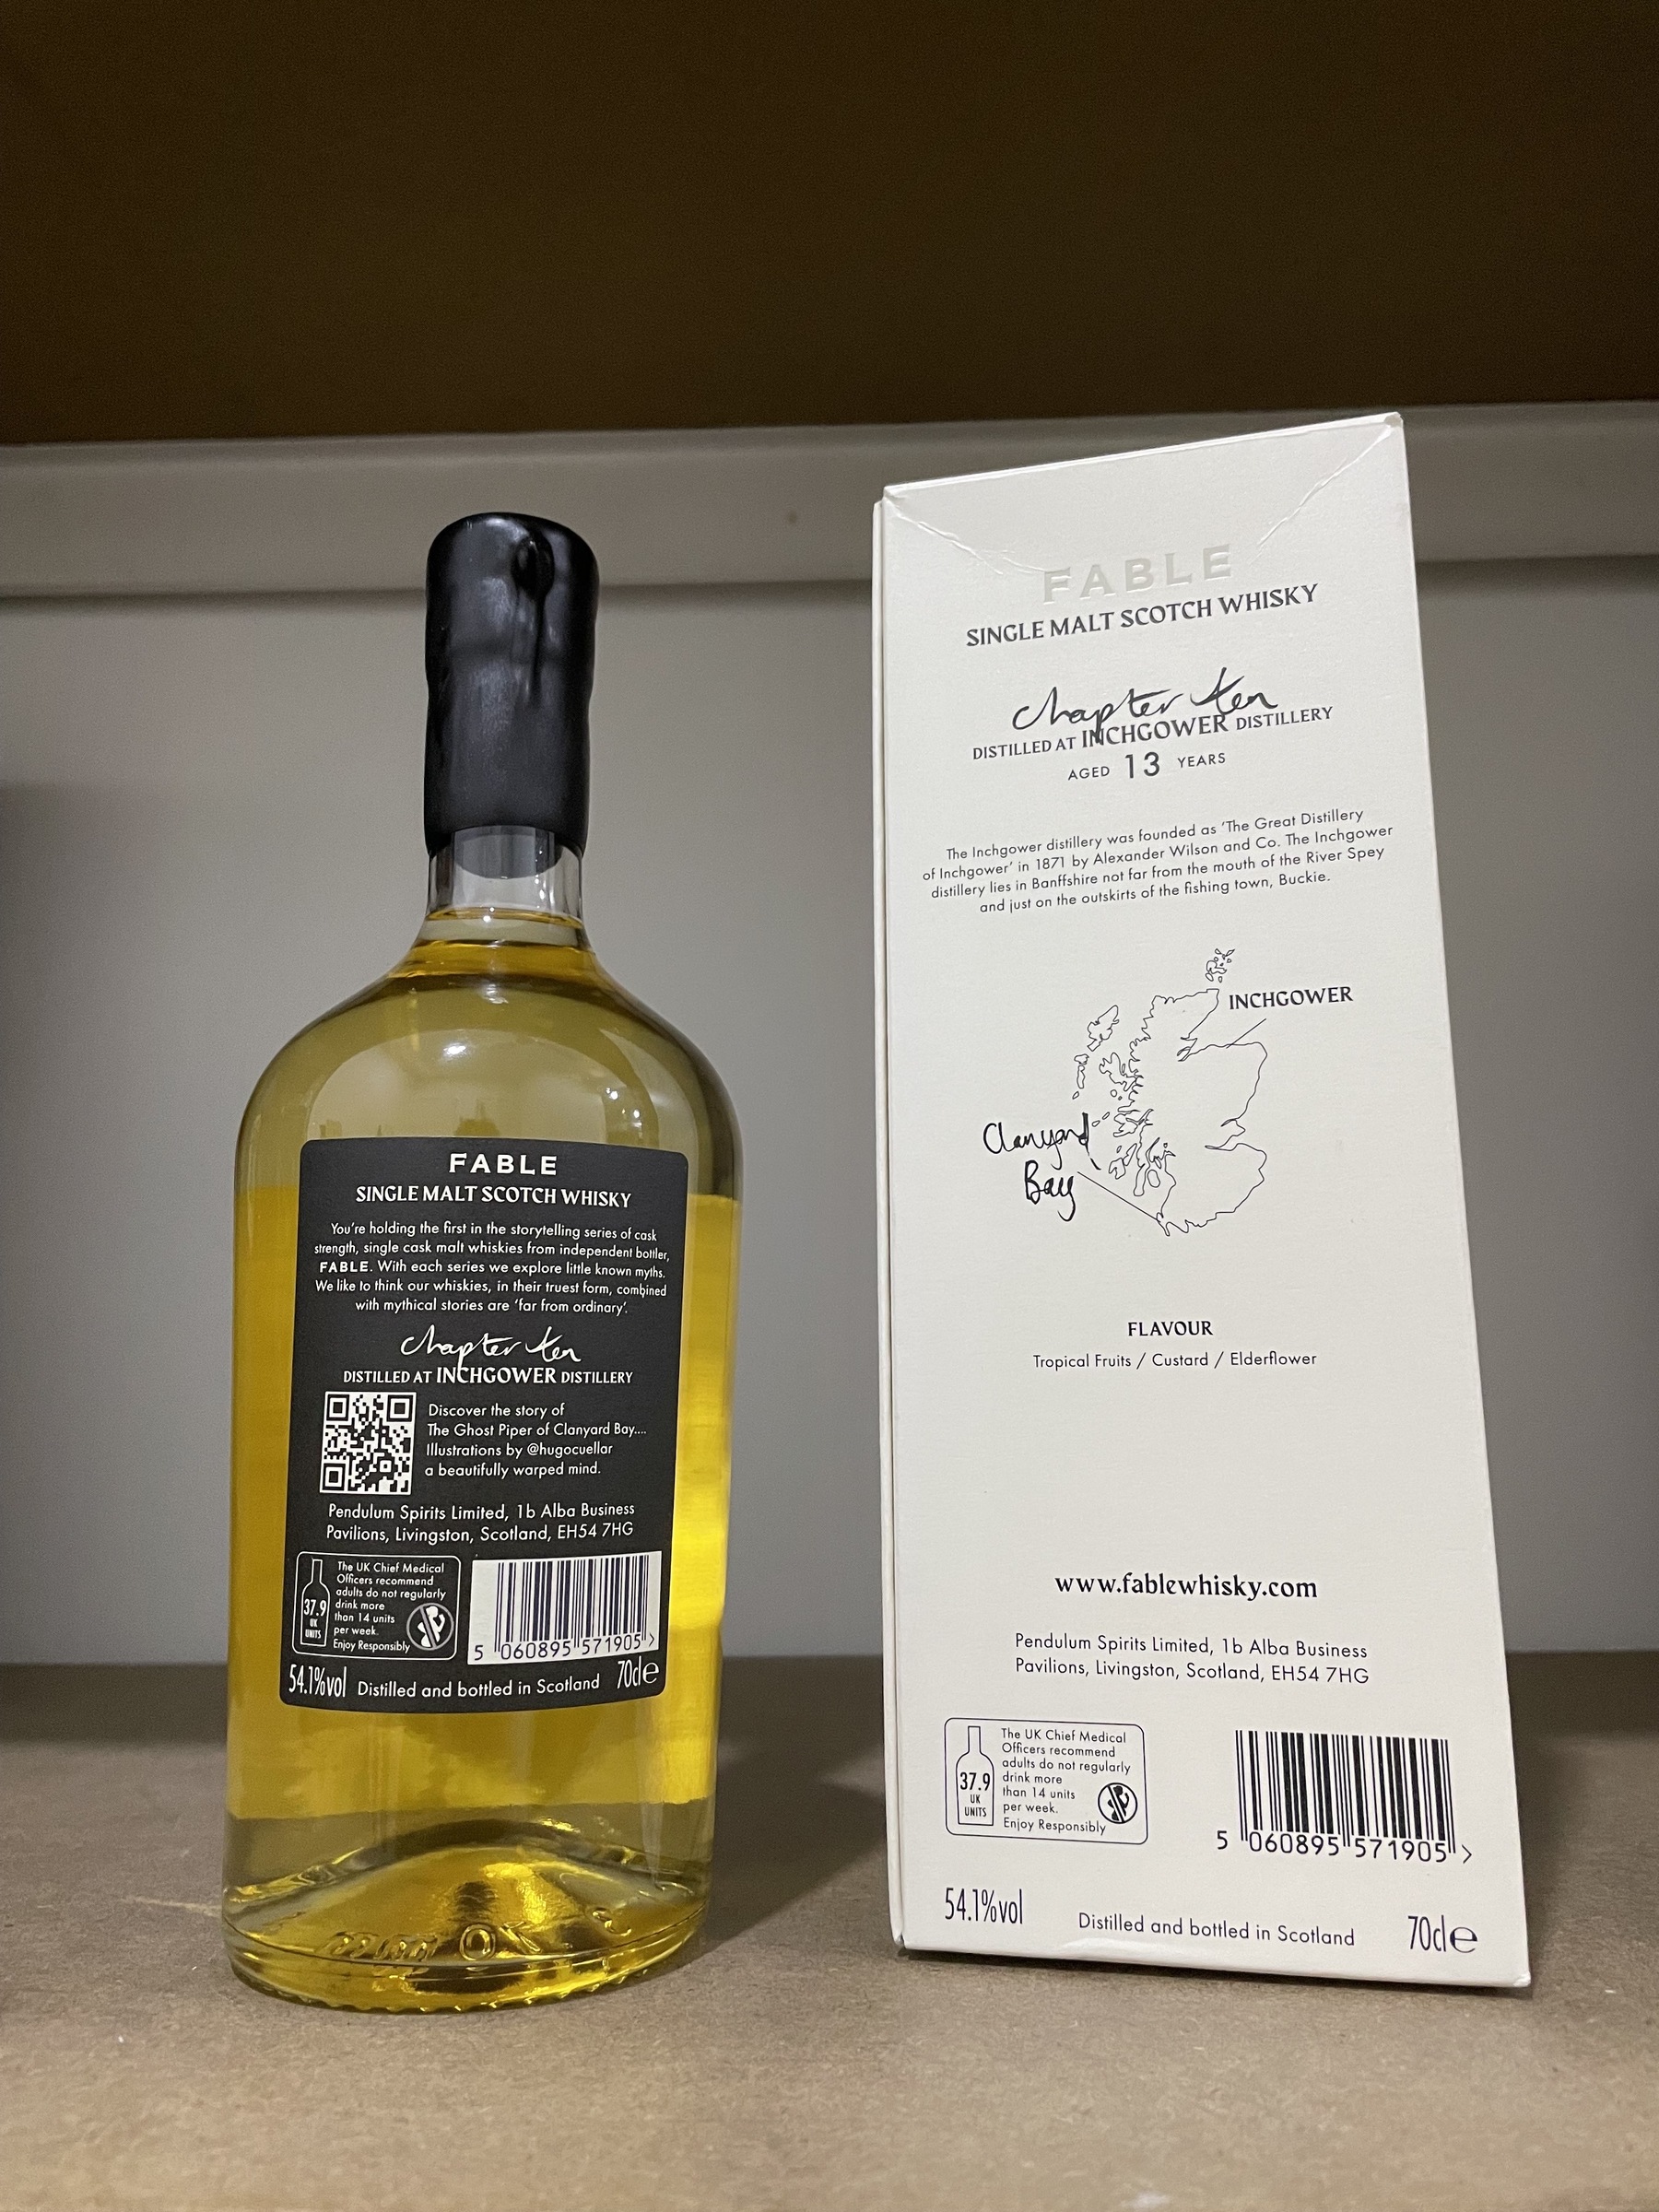 FABLE
SINGLE MALT SCOTCH WHISKY
You're holding the first in the storytelling series of cask
strength, single cask malt whiskies from independent bottler,
FABLE. With each series we explore little known myths.
We like to think our whiskies, in their truest form, combined
with mythical stories are 'far from ordinary'.
chapter ten
DISTILLED AT INCHGOWER DISTILLERY
Discover the story of
The Ghost Piper of Clanyard Bay....
Illustrations by @hugocuellar
a beautifully warped mind.
Pendulum Spirits Limited, 1b Alba Business
Pavilions, Livingston, Scotland, EH54 7HG
37.9
UK
UNITS
The UK Chief Medical
Officers recommend
adults do not regularly
drink more
than 14 units
per week.
Enjoy Responsibly
5 060895 571905 >
54.1%vol Distilled and bottled in Scotland 70cl e
FABLE
SINGLE MALT SCOTCH WHISKY
chapter ten
DISTILLED AT INCHGOWER DISTILLERY
AGED 13 YEARS
The Inchgower distillery was founded as 'The Great Distillery
of Inchgower' in 1871 by Alexander Wilson and Co. The Inchgower
distillery lies in Banffshire not far from the mouth of the River Spey
and just on the outskirts of the fishing town, Buckie.
INCHGOWER
Clanyard
Bay
FLAVOUR
Tropical Fruits / Custard / Elderflower
www.fablewhisky.com
Pendulum Spirits Limited, 1b Alba Business
Pavilions, Livingston, Scotland, EH54 7HG
37.9
UK
UNITS
The UK Chief Medical
Officers recommend
adults do not regularly
drink more
than 14 units
per week.
Enjoy Responsibly
5 060895 571905 >
54.1%vol Distilled and bottled in Scotland 70cl e